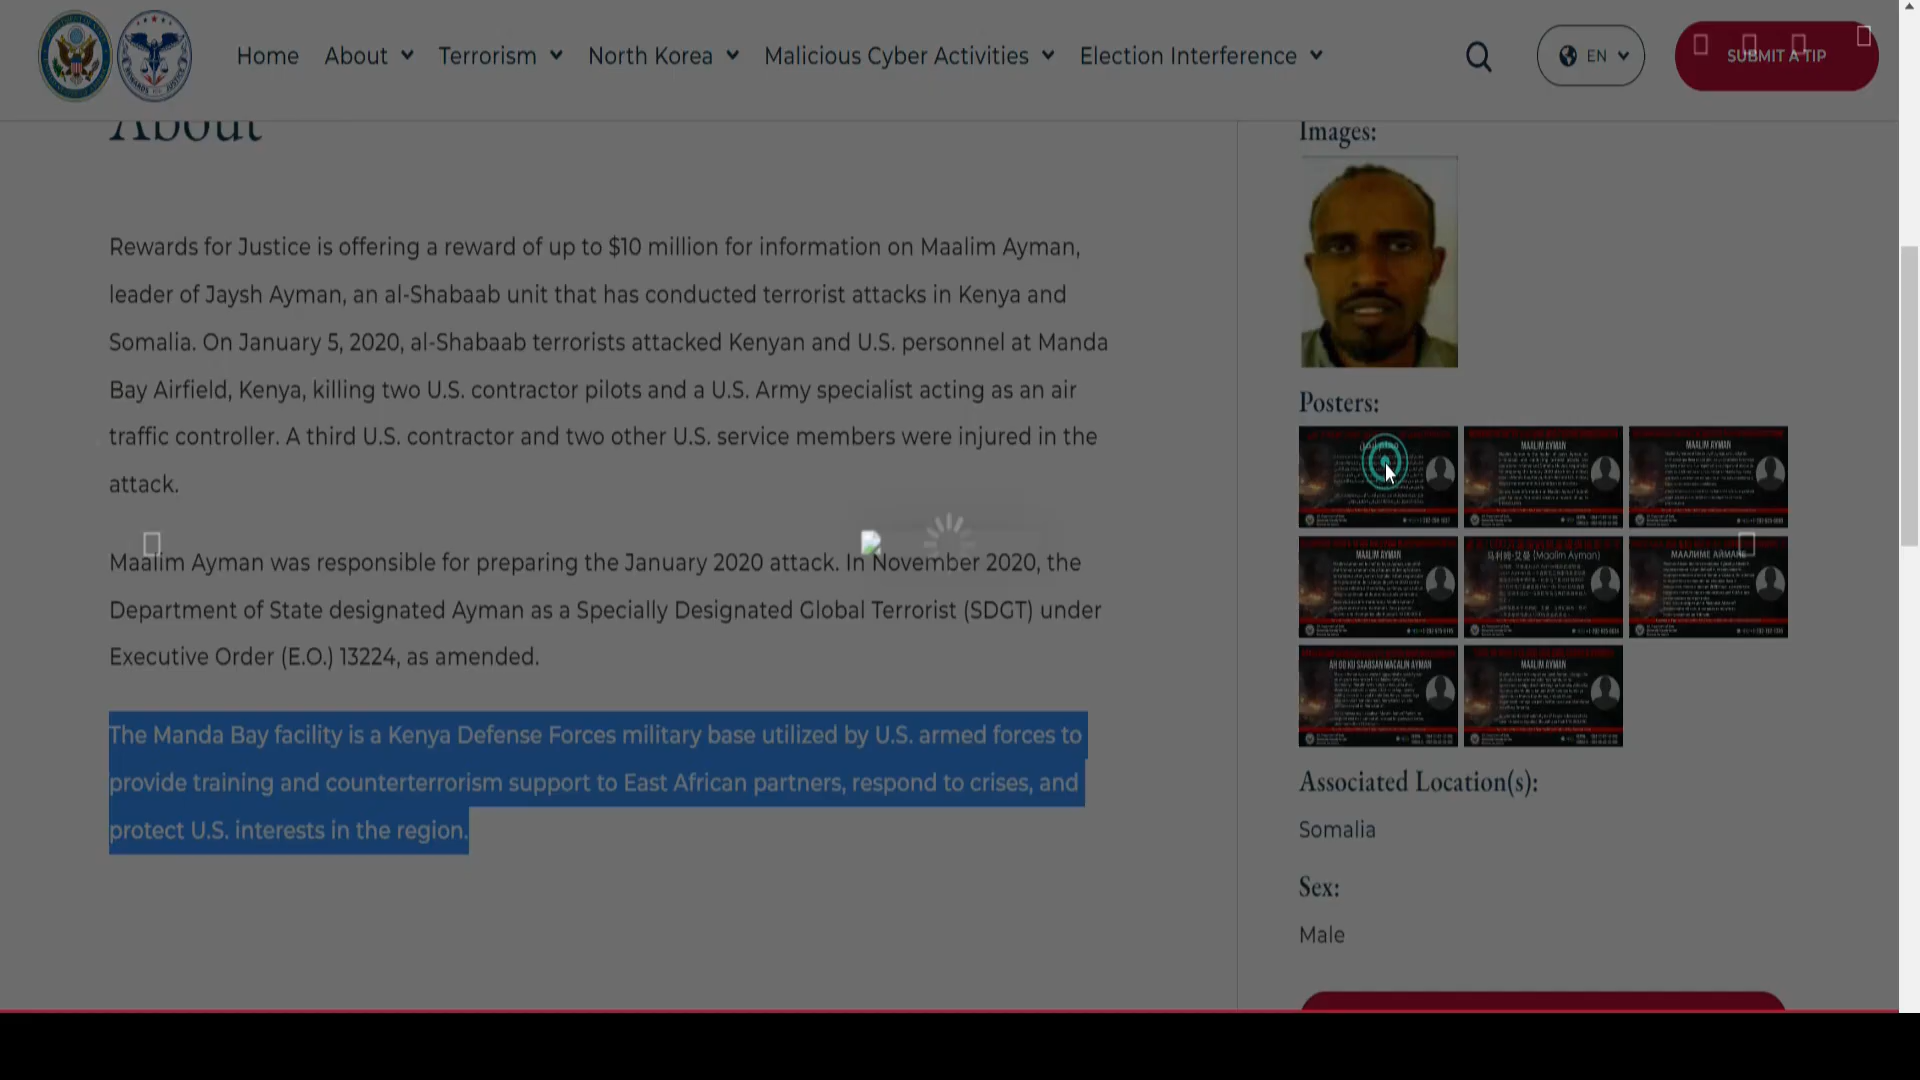 Home
About
Terrorism
North Korea
Malicious Cyber Activities
Election Interference
EN
SUBMIT A TIP
About
Rewards for Justice is offering a reward of up to $10 million for information on Maalim Ayman,
leader of Jaysh Ayman, an al-Shabaab unit that has conducted terrorist attacks in Kenya and
Somalia. On January 5, 2020, al-Shabaab terrorists attacked Kenyan and U.S. personnel at Manda
Bay Airfield, Kenya, killing two U.S. contractor pilots and a U.S. Army specialist acting as an air
traffic controller. A third U.S. contractor and two other U.S. service members were injured in the
attack.
Maalim Ayman was responsible for preparing the January 2020 attack. In November 2020, the
Department of State designated Ayman as a Specially Designated Global Terrorist (SDGT) under
Executive Order (E.O.) 13224, as amended.
The Manda Bay facility is a Kenya Defense Forces military base utilized by U.S. armed forces to
provide training and counterterrorism support to East African partners, respond to crises, and
protect U.S. interests in the region.
Images:
Posters:
MAALIM AYMAN
MAALIM AYMAN
MAALIM AYMAN
马利姆·艾曼 (Maalim Ayman)
МААЛИМЕ АЙМАНЕ
AH OO KU SAABSAN MACALIN AYMAN
MAALIM AYMAN
Associated Location(s):
Somalia
Sex:
Male